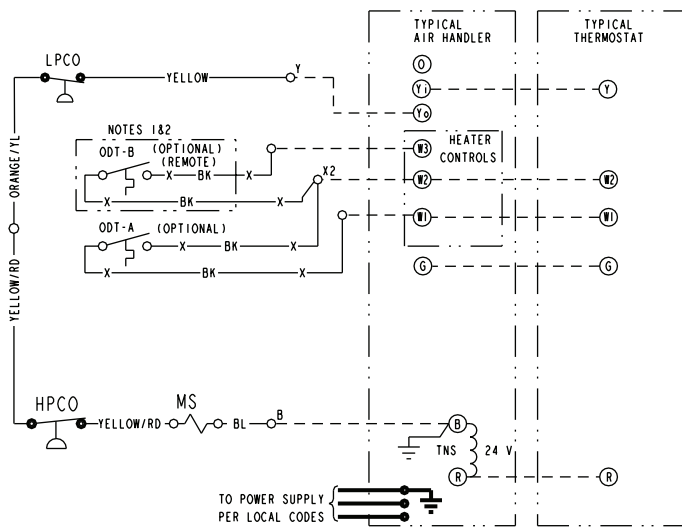 TYPICAL
AIR HANDLER
TYPICAL
THERMOSTAT
LPCO
YELLOW
Y
O
Yi
Y
Yo
NOTES 1&2
ODT-B (OPTIONAL)
(REMOTE)
X BK X
X BK X
X2
W3
HEATER
CONTROLS
W2
W2
ORANGE/YL
ODT-A (OPTIONAL)
X BK X
X BK X
W1
W1
G
G
YELLOW/RD
HPCO
YELLOW/RD
MS
BL
B
B
TNS
24 V
R
R
TO POWER SUPPLY
PER LOCAL CODES